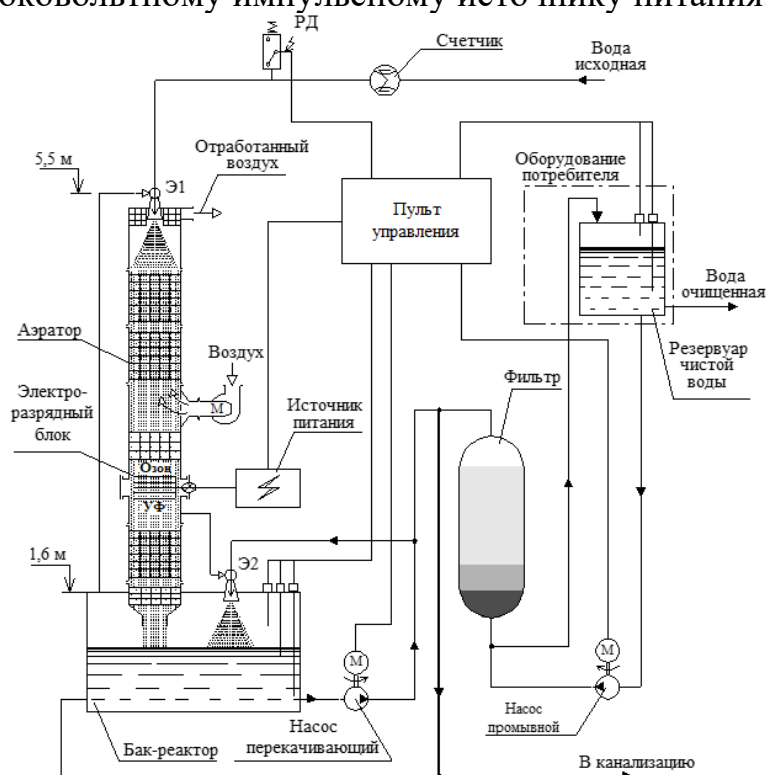 оковольтному импульсному источнику питания.
РД
Счетчик
Вода
исходная
Отработанный
воздух
5,5 м
Э1
Оборудование
потребителя
Пульт
управления
Вода
очищенная
Аэратор
Воздух
Резервуар
чистой
воды
Фильтр
М
Электро-
разрядный
блок
Источник
питания
Озон
УФ
1,6 м
Э2
М
М
Насос
перекачивающий
Насос
промывной
Бак-реактор
В канализацию